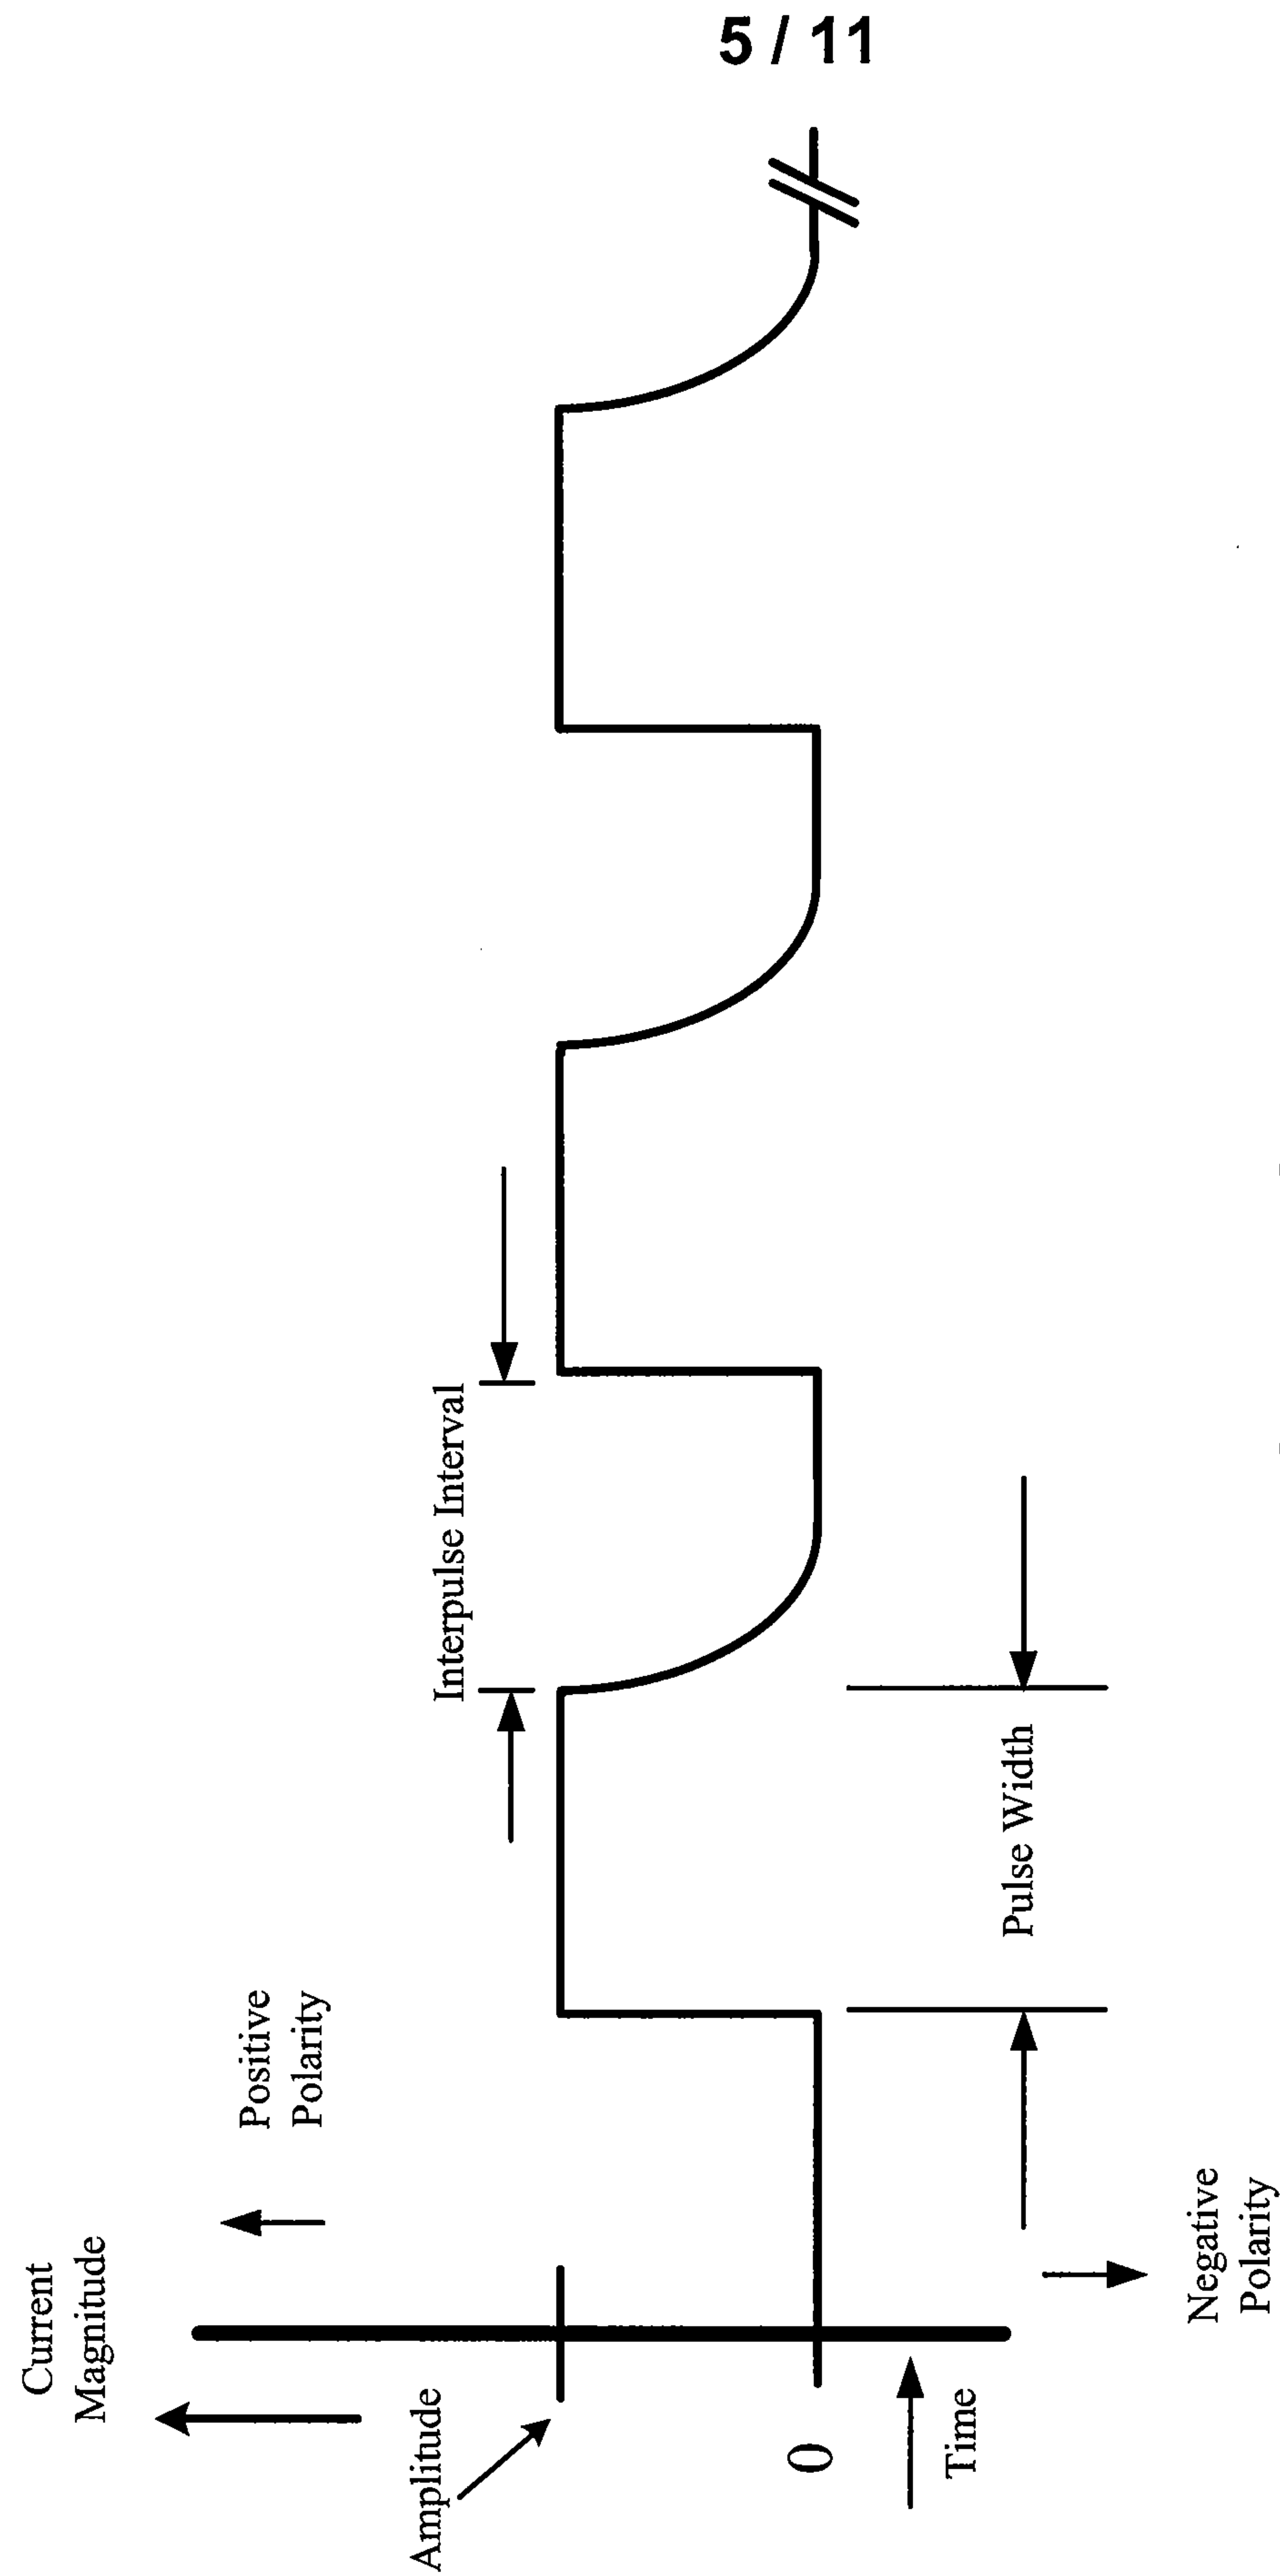 5 / 11
Current
Magnitude
Positive
Polarity
Amplitude
Interpulse Interval
0
Time
Pulse Width
Negative
Polarity